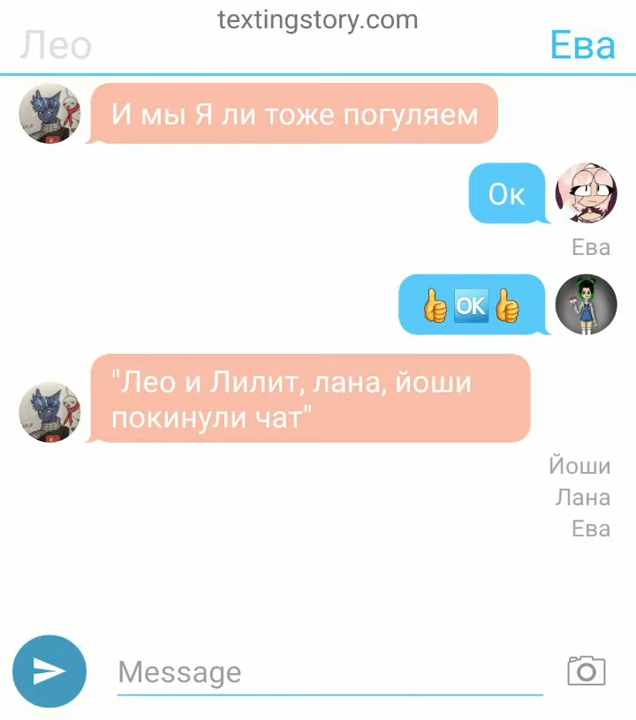 textingstory.com
Лео
Ева
И мы Я ли тоже погуляем
Ок
Ева
👍🆗👍
"Лео и Лилит, лана, йоши
покинули чат"
Йоши
Лана
Ева
Message